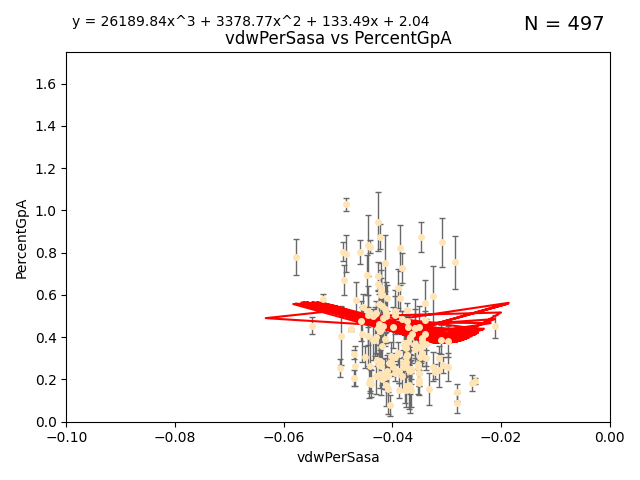 y = 26189.84x^3 + 3378.77x^2 + 133.49x + 2.04
N = 497
vdwPerSasa vs PercentGpA
PercentGpA
1.6
1.4
1.2
1.0
0.8
0.6
0.4
0.2
0.0
−0.10 −0.08 −0.06 −0.04 −0.02 0.00
vdwPerSasa